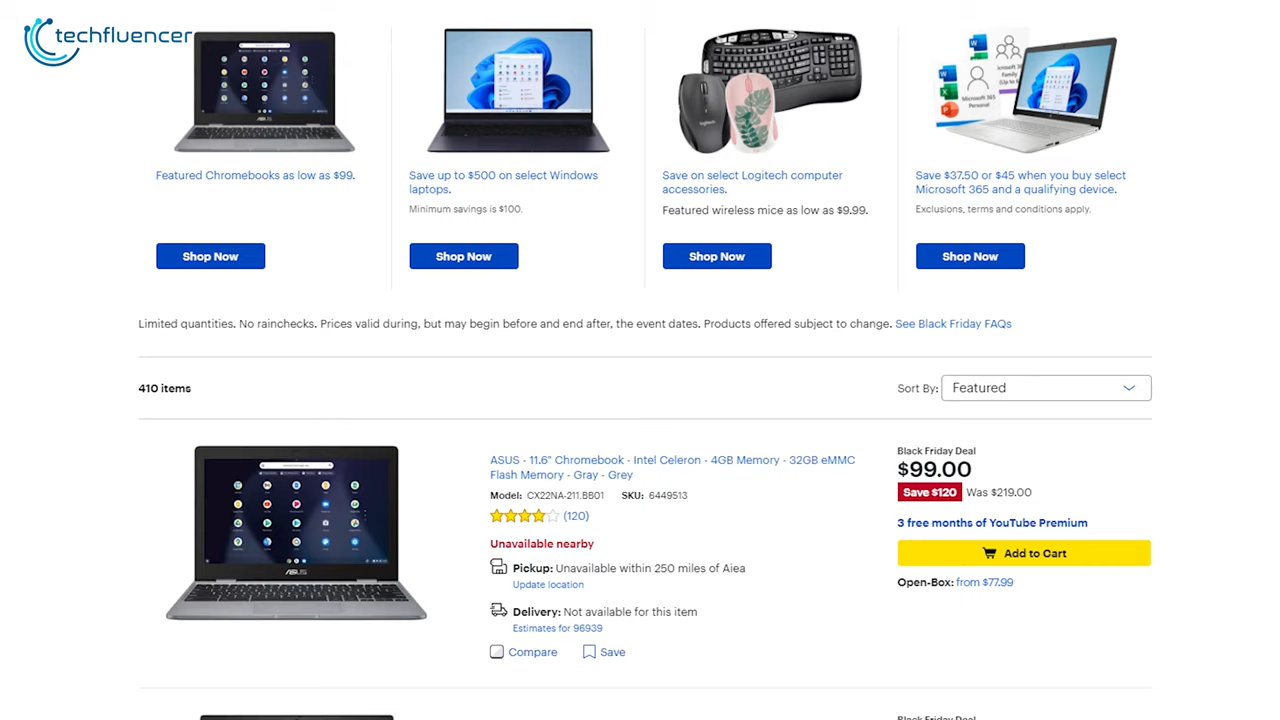 techfluencer
Featured Chromebooks as low as $99.
Shop Now
Save up to $500 on select Windows
laptops.
Minimum savings is $100.
Shop Now
Save on select Logitech computer
accessories.
Featured wireless mice as low as $9.99.
Shop Now
Microsoft 365
Personal
Family
Save $37.50 or $45 when you buy select
Microsoft 365 and a qualifying device.
Exclusions, terms and conditions apply.
Shop Now
Limited quantities. No rainchecks. Prices valid during, but may begin before and end after, the event dates. Products offered subject to change. See Black Friday FAQs
410 items
Sort By: Featured
ASUS
ASUS - 11.6" Chromebook - Intel Celeron - 4GB Memory - 32GB eMMC
Flash Memory - Gray - Grey
Model: CX22NA-211.BB01 SKU: 6449513
(120)
Unavailable nearby
Pickup: Unavailable within 250 miles of Aiea
Update location
Delivery: Not available for this item
Estimates for 96939
Compare Save
Black Friday Deal
$99.00
Save $120 Was $219.00
3 free months of YouTube Premium
Add to Cart
Open-Box: from $77.99
Black Friday Deal